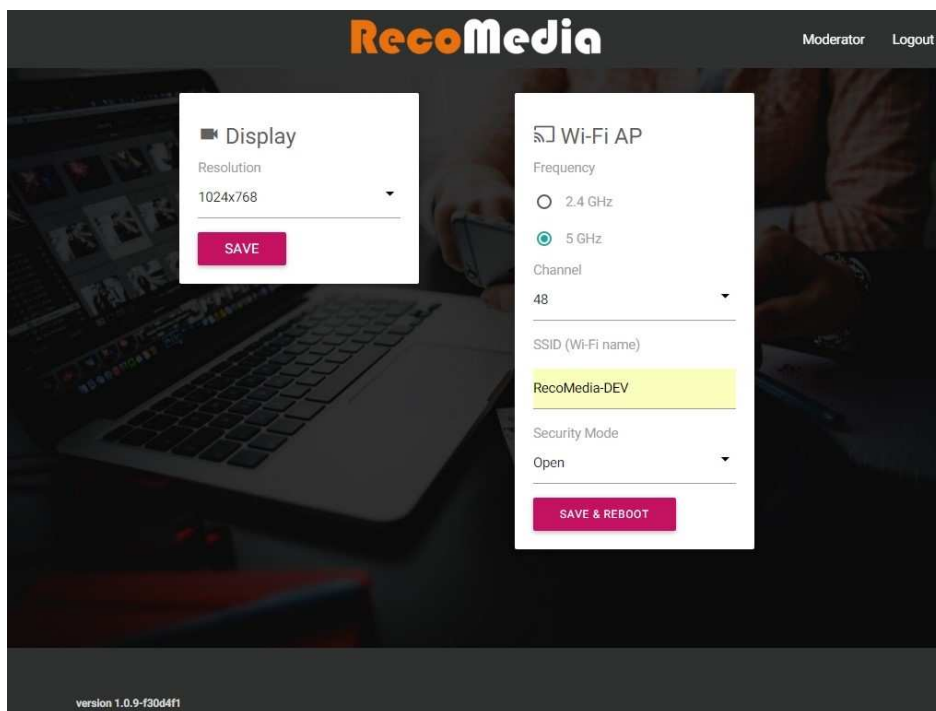 RecoMedia
Moderator Logout
Display
Resolution
1024x768
SAVE
Wi-Fi AP
Frequency
2.4 GHz
5 GHz
Channel
48
SSID (Wi-Fi name)
RecoMedia-DEV
Security Mode
Open
SAVE & REBOOT
version 1.0.9-f30d4f1